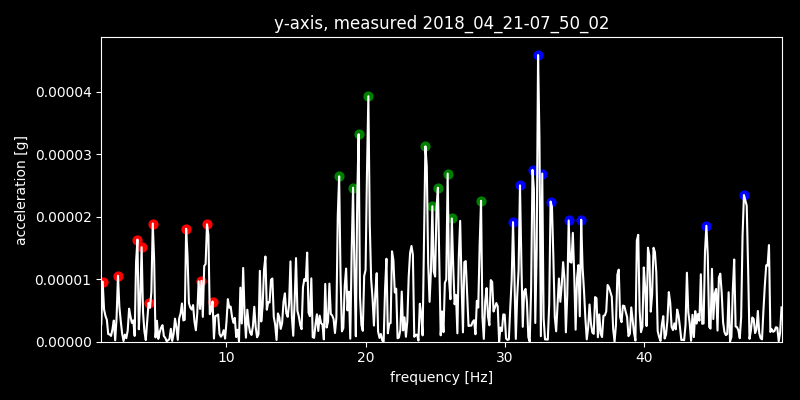 y-axis, measured 2018_04_21-07_50_02
0.00004
0.00003
0.00002
0.00001
0.00000
acceleration [g]
10 20 30 40
frequency [Hz]